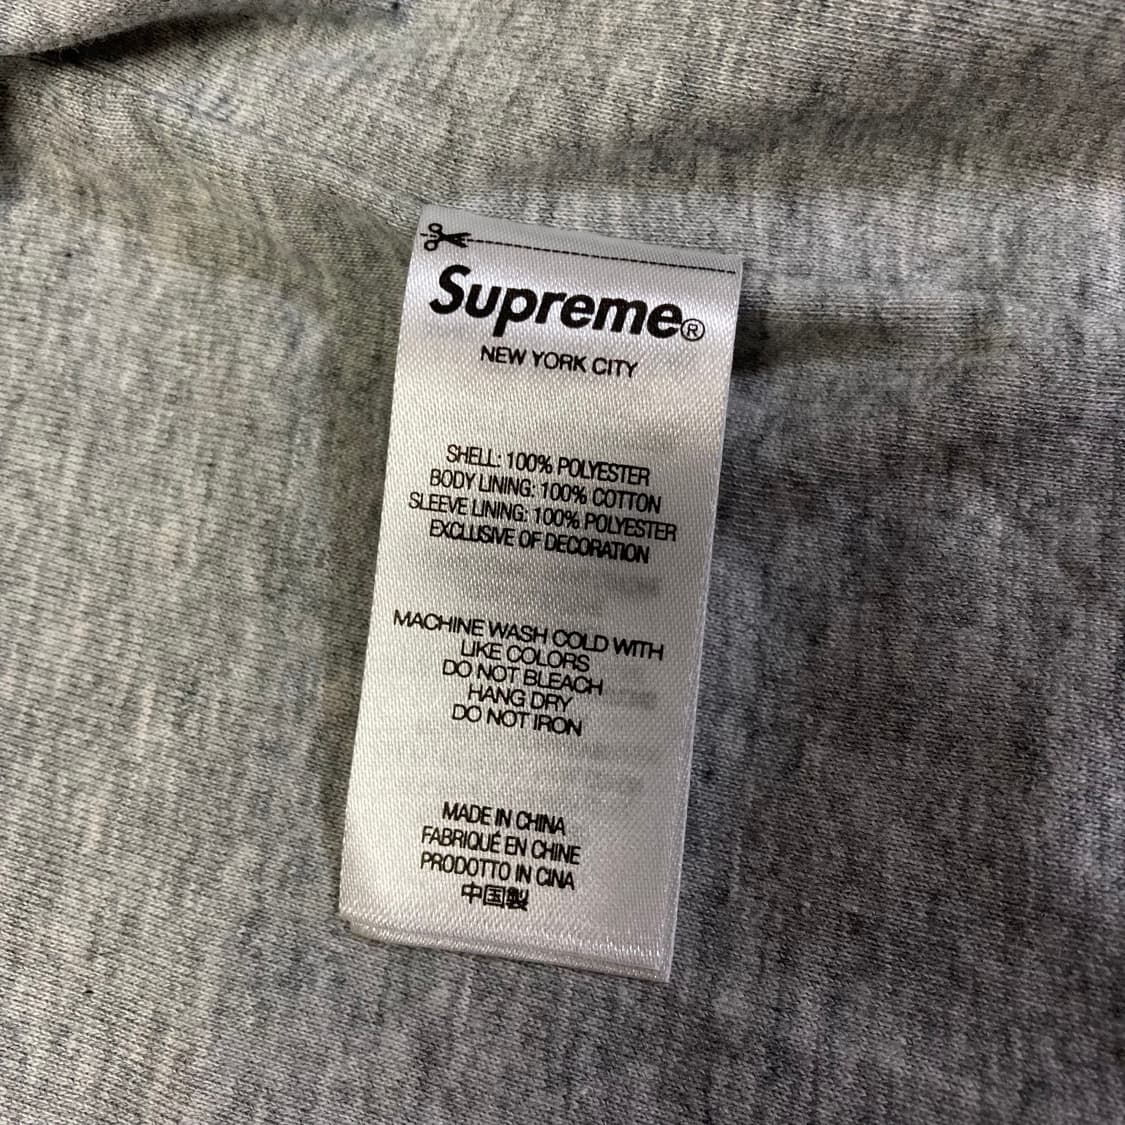 Supreme®
NEW YORK CITY
SHELL: 100% POLYESTER
BODY LINING: 100% COTTON
SLEEVE LINING: 100% POLYESTER
EXCLUSIVE OF DECORATION
MACHINE WASH COLD WITH
LIKE COLORS
DO NOT BLEACH
HANG DRY
DO NOT IRON
MADE IN CHINA
FABRIQUÉ EN CHINE
PRODOTTO IN CINA
中国製